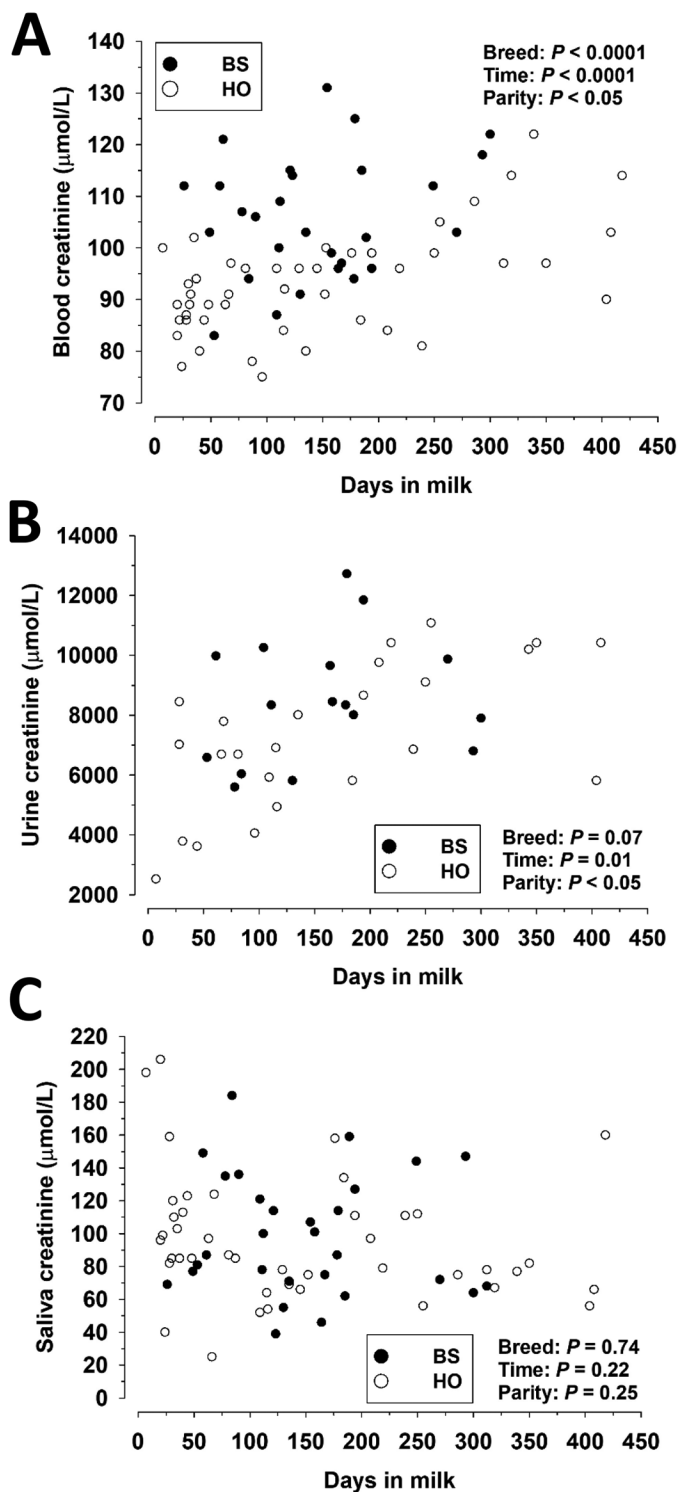 A
140
130
120
110
100
90
80
70
Blood creatinine (µmol/L)
BS
HO
Breed: P < 0.0001
Time: P < 0.0001
Parity: P < 0.05
0 50 100 150 200 250 300 350 400 450
Days in milk
B
14000
12000
10000
8000
6000
4000
2000
Urine creatinine (µmol/L)
BS
HO
Breed: P = 0.07
Time: P = 0.01
Parity: P < 0.05
0 50 100 150 200 250 300 350 400 450
Days in milk
C
220
200
180
160
140
120
100
80
60
40
20
0
Saliva creatinine (µmol/L)
BS
HO
Breed: P = 0.74
Time: P = 0.22
Parity: P = 0.25
0 50 100 150 200 250 300 350 400 450
Days in milk